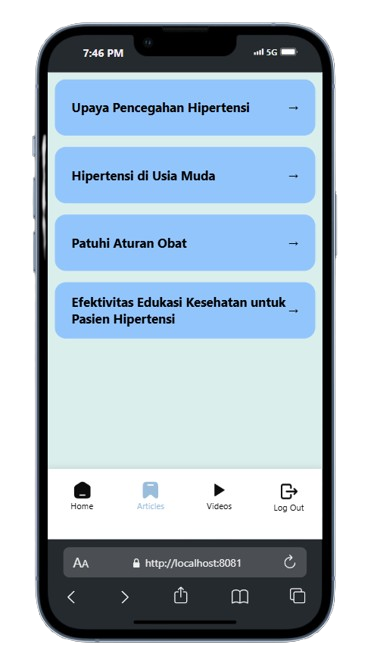 7:46 PM 5G
Upaya Pencegahan Hipertensi →
Hipertensi di Usia Muda →
Patuhi Aturan Obat →
Efektivitas Edukasi Kesehatan untuk →
Pasien Hipertensi
Home Articles Videos Log Out
AA http://localhost:8081